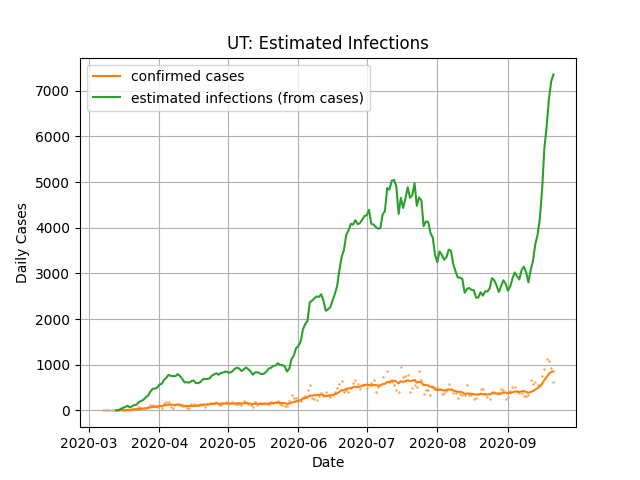 UT: Estimated Infections
confirmed cases
estimated infections (from cases)
7000
6000
5000
4000
3000
2000
1000
0
Daily Cases
2020-03 2020-04 2020-05 2020-06 2020-07 2020-08 2020-09
Date